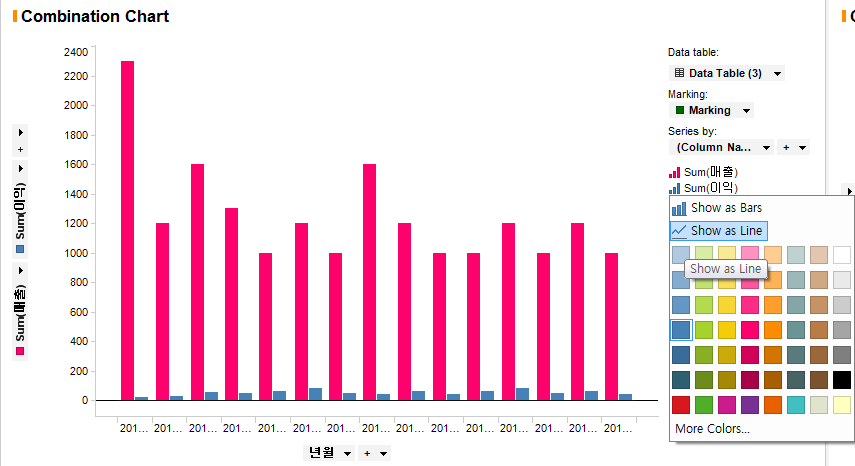 Combination Chart
2400
2200
2000
1800
1600
1400
1200
1000
800
600
400
200
0
+
Sum(이익)
Sum(매출)
201... 201... 201... 201... 201... 201... 201... 201... 201... 201... 201... 201... 201... 201... 201...
년월 +
Data table:
Data Table (3)
Marking:
Marking
Series by:
(Column Na... +
Sum(매출)
Sum(이익)
Show as Bars
Show as Line
Show as Line
More Colors...